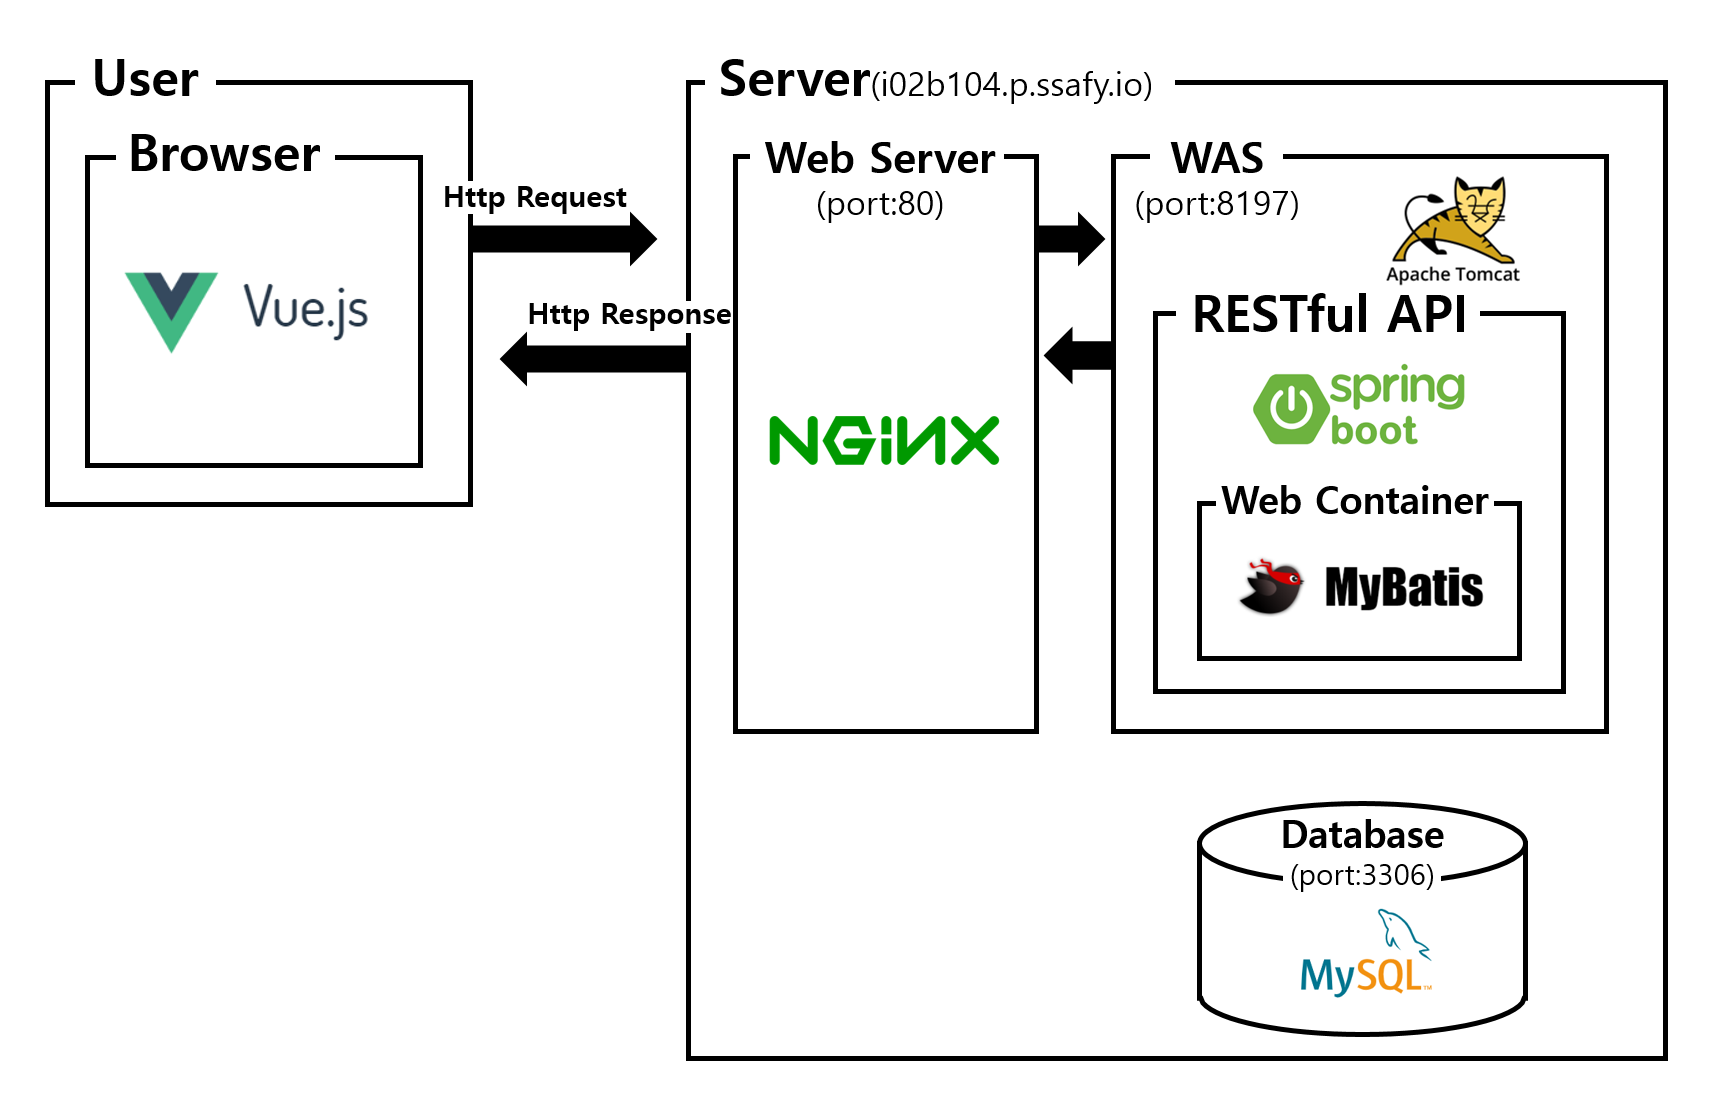 User
Browser
Vue.js
Http Request
Http Response
Server(i02b104.p.ssafy.io)
Web Server
(port:80)
NGINX
WAS
(port:8197)
Apache Tomcat
RESTful API
spring
boot
Web Container
MyBatis
Database
(port:3306)
MySQL™